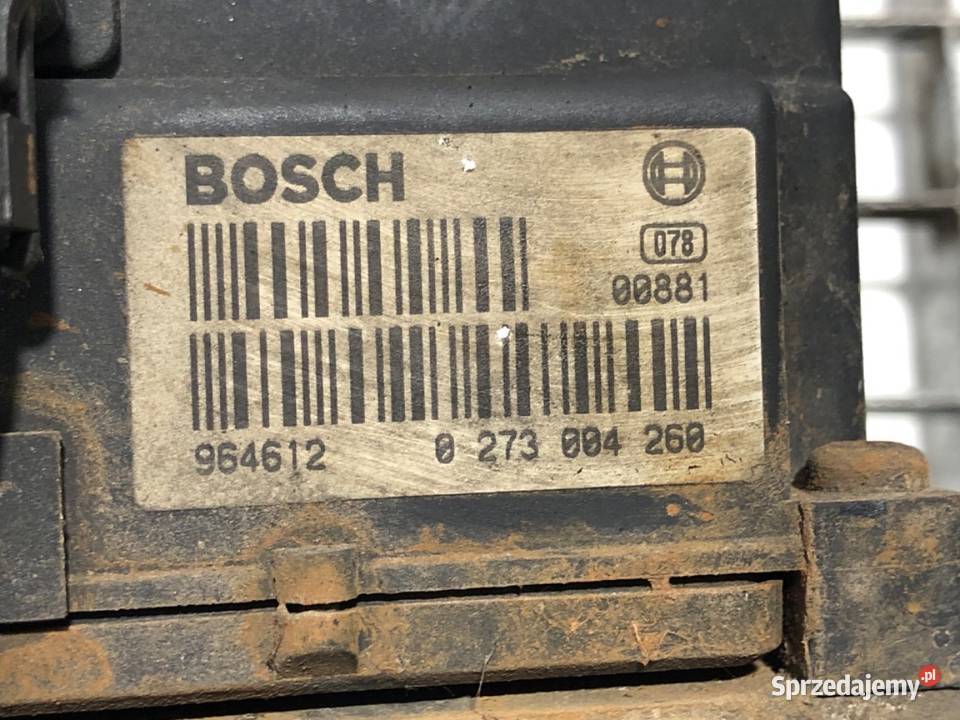 BOSCH
078
00881
964612 0 273 004 260
Sprzedajemy.pl